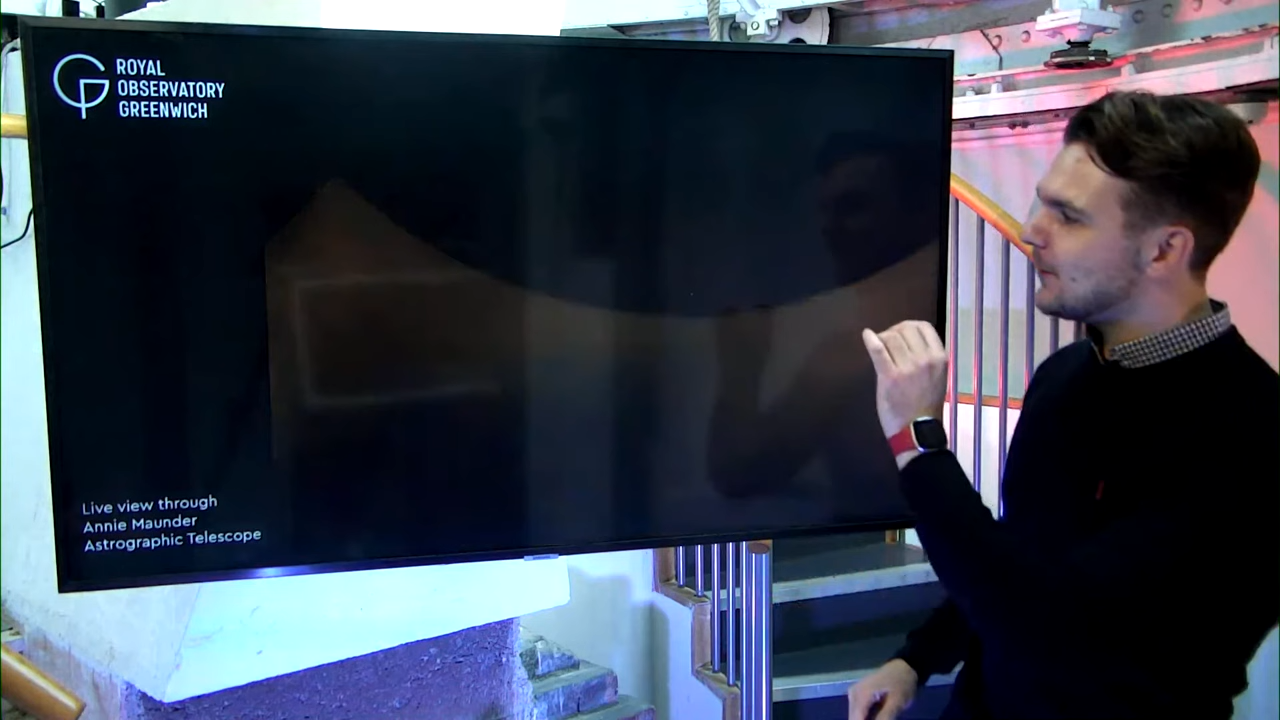 ROYAL
OBSERVATORY
GREENWICH
Live view through
Annie Maunder
Astrographic Telescope